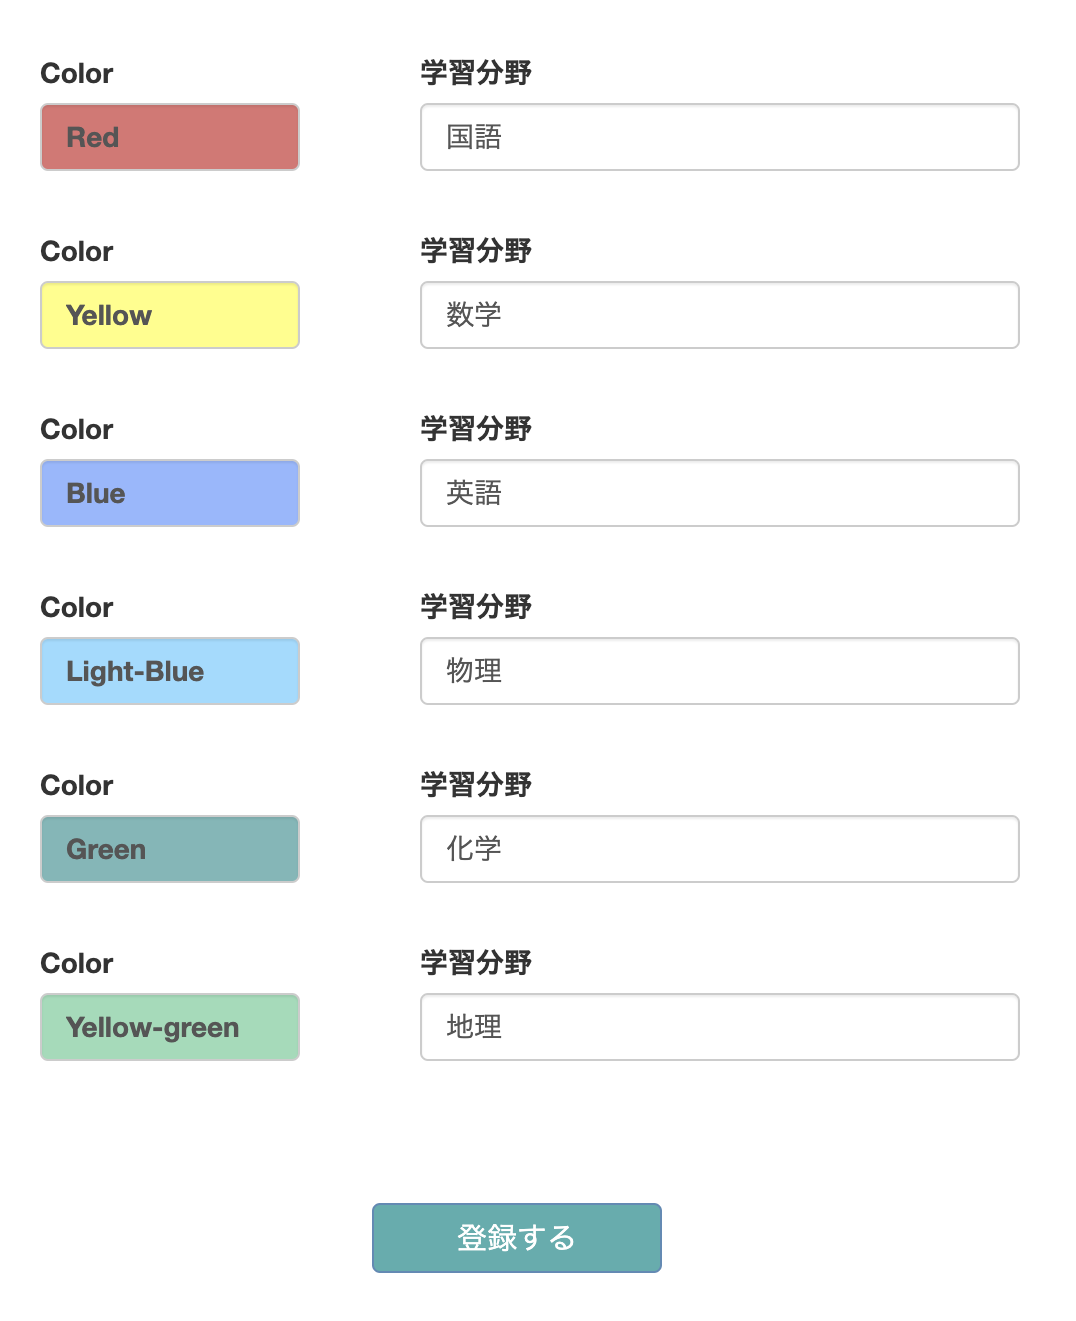 Color 学習分野
Red 国語
Color 学習分野
Yellow 数学
Color 学習分野
Blue 英語
Color 学習分野
Light-Blue 物理
Color 学習分野
Green 化学
Color 学習分野
Yellow-green 地理
登録する